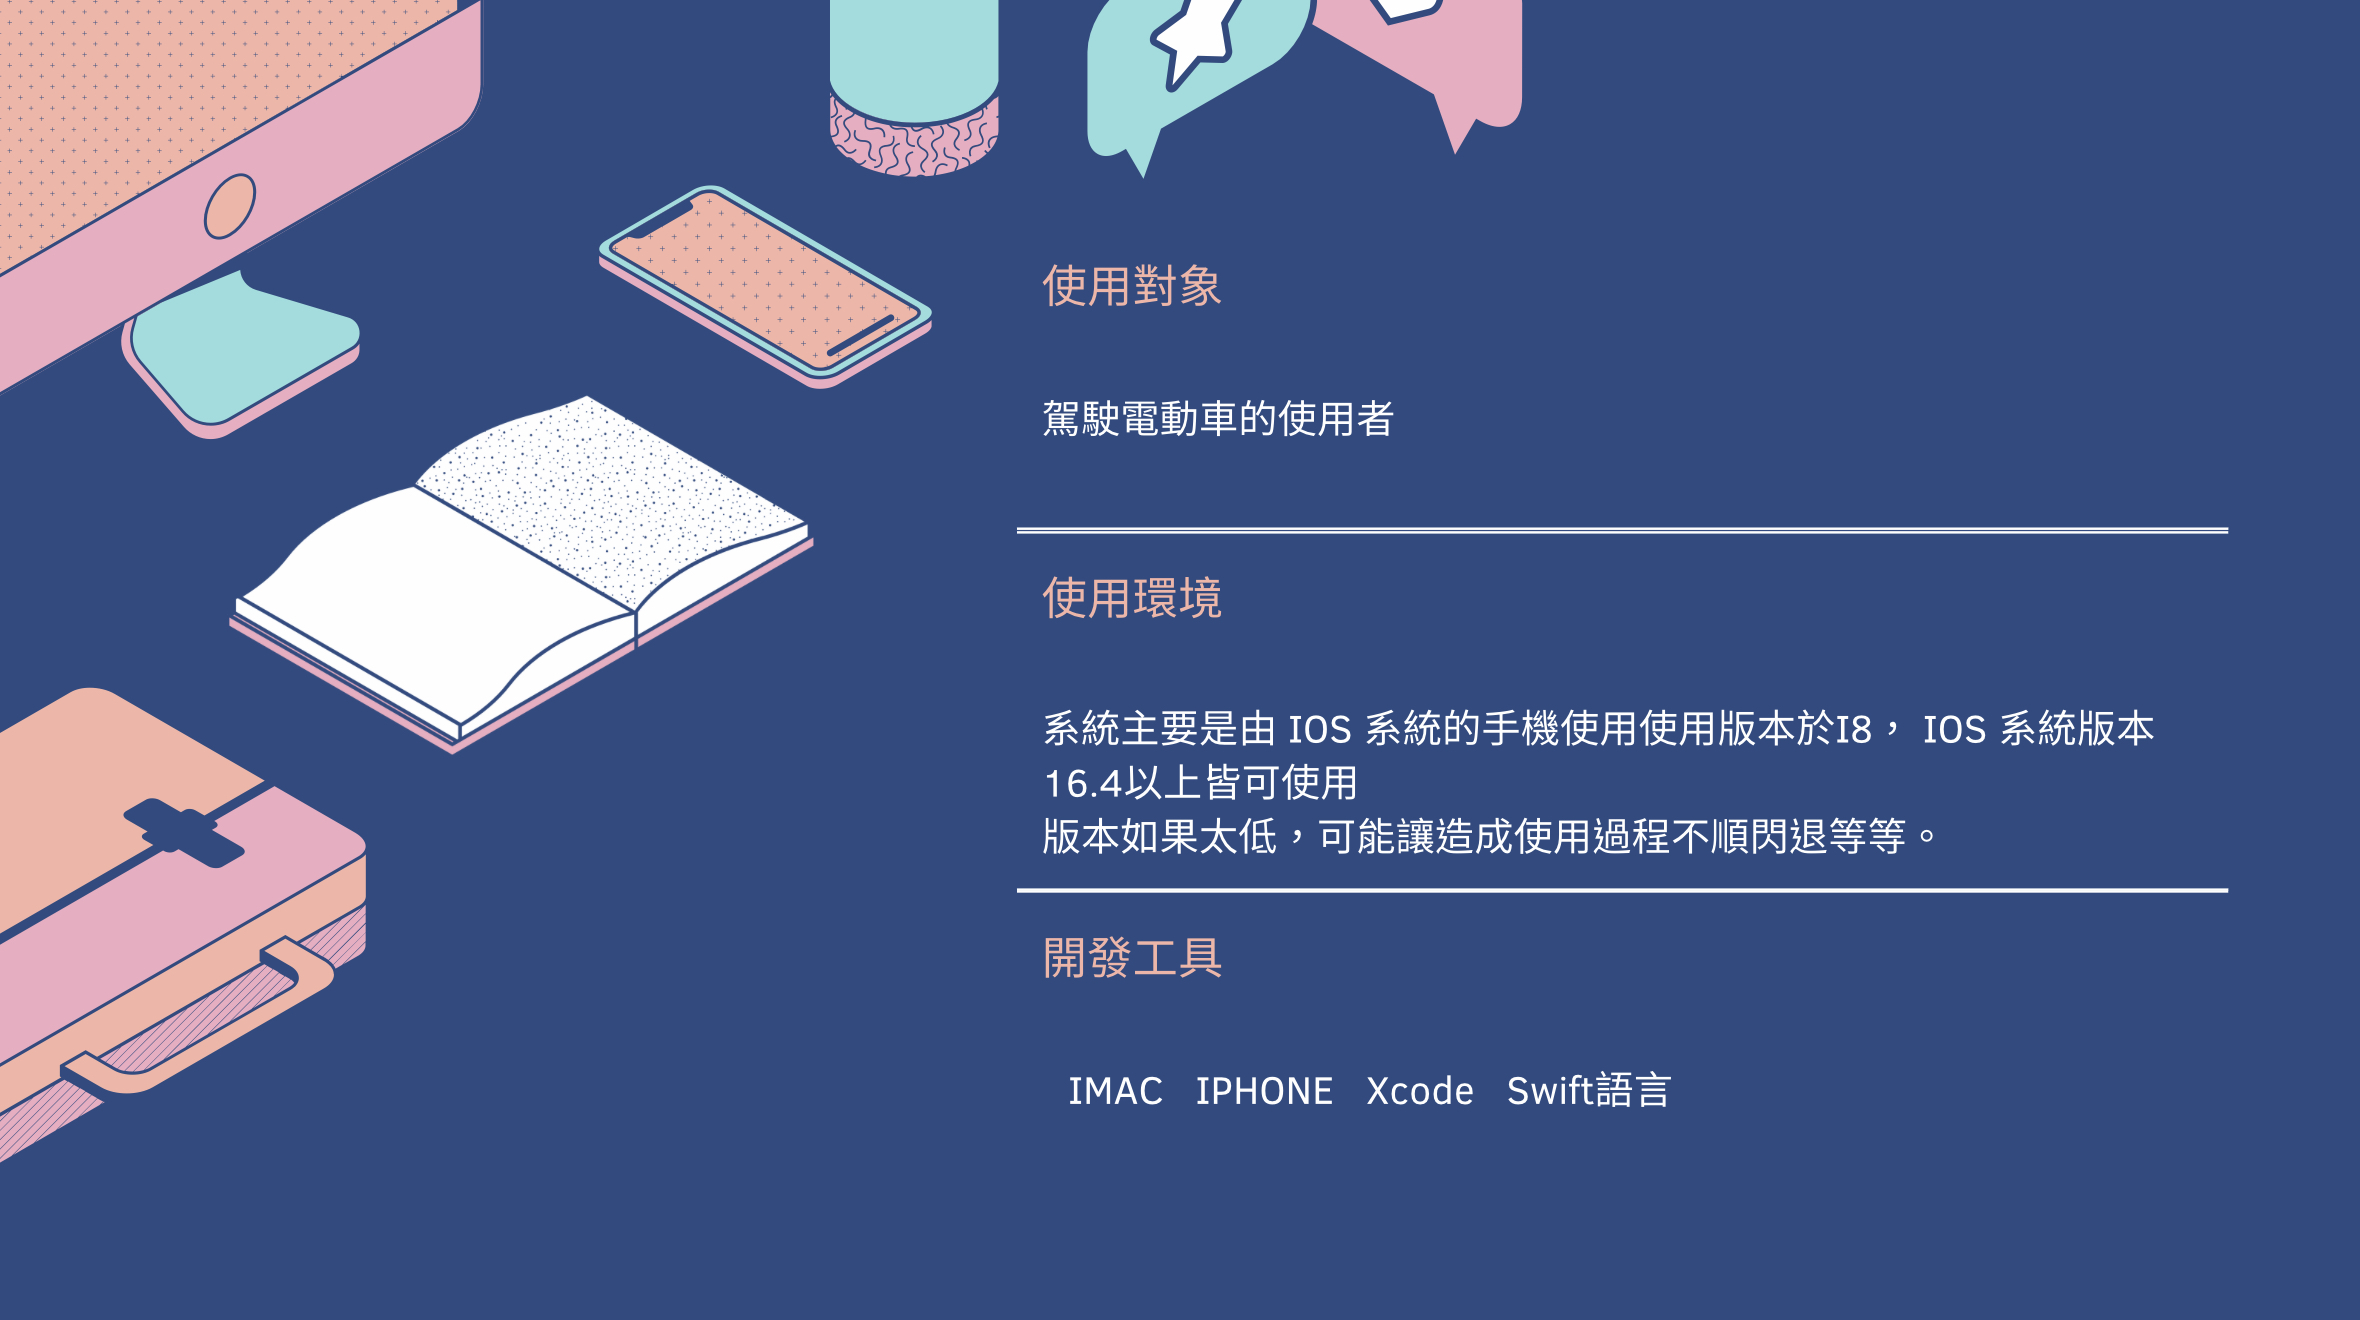 使用對象
駕駛電動車的使用者
使用環境
系統主要是由 IOS 系統的手機使用使用版本於I8， IOS 系統版本
16.4以上皆可使用
版本如果太低，可能讓造成使用過程不順閃退等等。
開發工具
IMAC IPHONE Xcode Swift語言